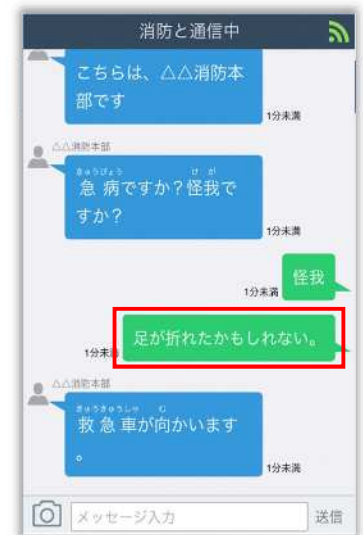 消防と通信中
こちらは、△△消防本
部です
1分未満
△△消防本部
きゅうびょう けが
急病ですか?怪我で
すか?
1分未満
怪我
1分未満
足が折れたかもしれない。
1分未満
△△消防本部
きゅうきゅうしゃ む
救急車が向かいます
。
1分未満
メッセージ入力
送信